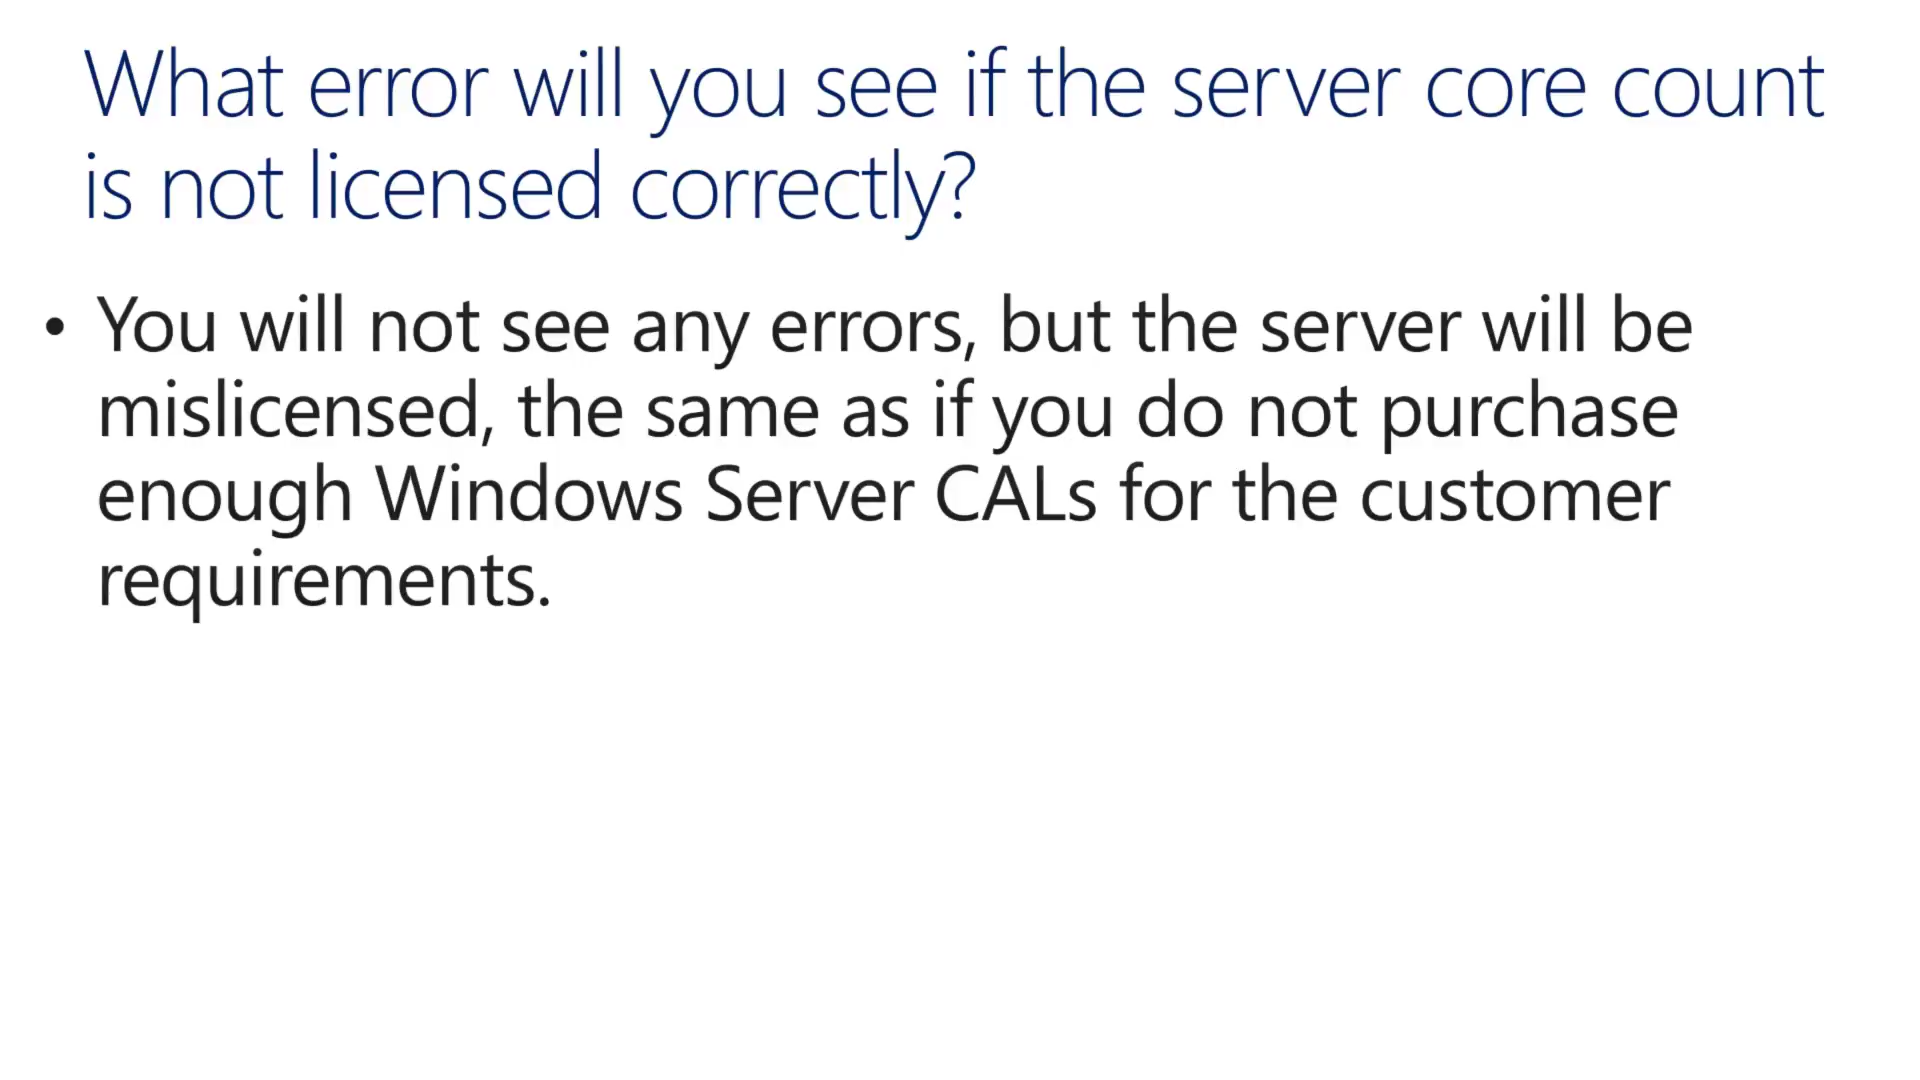 What error will you see if the server core count
is not licensed correctly?
• You will not see any errors, but the server will be
mislicensed, the same as if you do not purchase
enough Windows Server CALs for the customer
requirements.